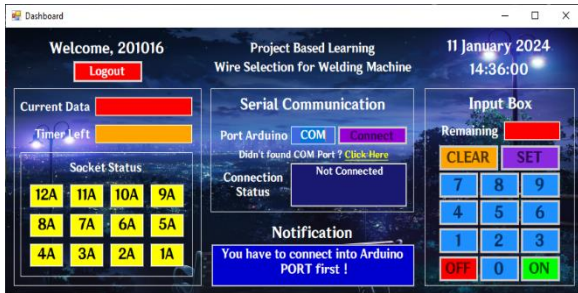 Dashboard
Welcome, 201016
Logout
Project Based Learning
Wire Selection for Welding Machine
11 January 2024
14:36:00
Current Data
Timer Left
Socket Status
12A 11A 10A 9A
8A 7A 6A 5A
4A 3A 2A 1A
Serial Communication
Port Arduino COM Connect
Didn't found COM Port ? Click Here
Connection
Status
Not Connected
Notification
You have to connect into Arduino
PORT first !
Input Box
Remaining
CLEAR SET
7 8 9
4 5 6
1 2 3
OFF 0 ON